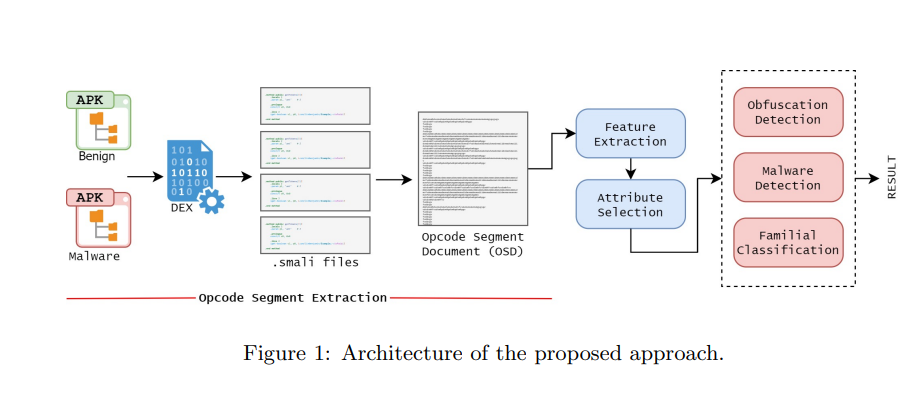 APK
Benign
APK
Malware
101
01010
10110
10100
010
DEX
.smali files
Opcode Segment
Document (OSD)
Opcode Segment Extraction
Feature
Extraction
Attribute
Selection
Obfuscation
Detection
Malware
Detection
Familial
Classification
RESULT
Figure 1: Architecture of the proposed approach.